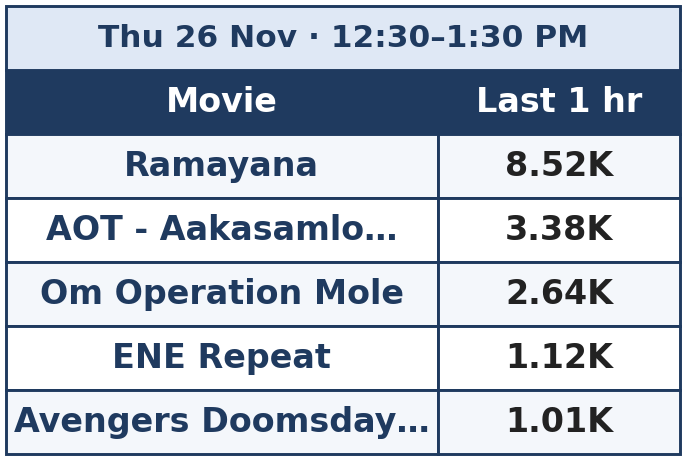 Thu 26 Nov · 12:30–1:30 PM
Movie Last 1 hr
Ramayana 8.52K
AOT - Aakasamlo... 3.38K
Om Operation Mole 2.64K
ENE Repeat 1.12K
Avengers Doomsday... 1.01K